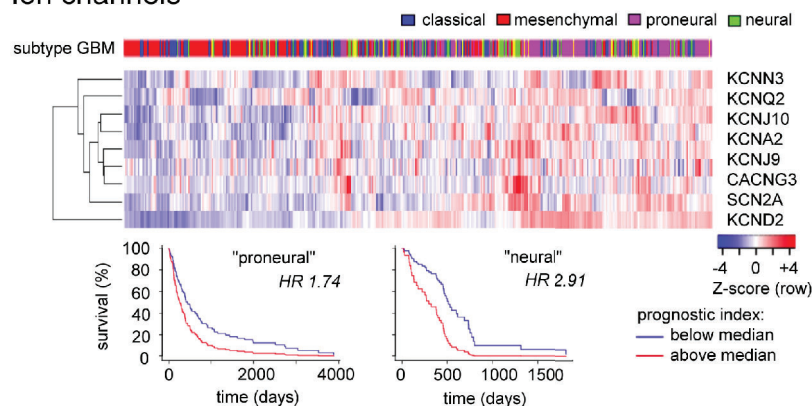 Ion channels
classical mesenchymal proneural neural
subtype GBM
KCNN3
KCNQ2
KCNJ10
KCNA2
KCNJ9
CACNG3
SCN2A
KCND2
-4 0 +4
Z-score (row)
"proneural"
HR 1.74
survival (%)
100
80
60
40
20
0
0 2000 4000
time (days)
"neural"
HR 2.91
0 500 1000 1500
time (days)
prognostic index:
below median
above median